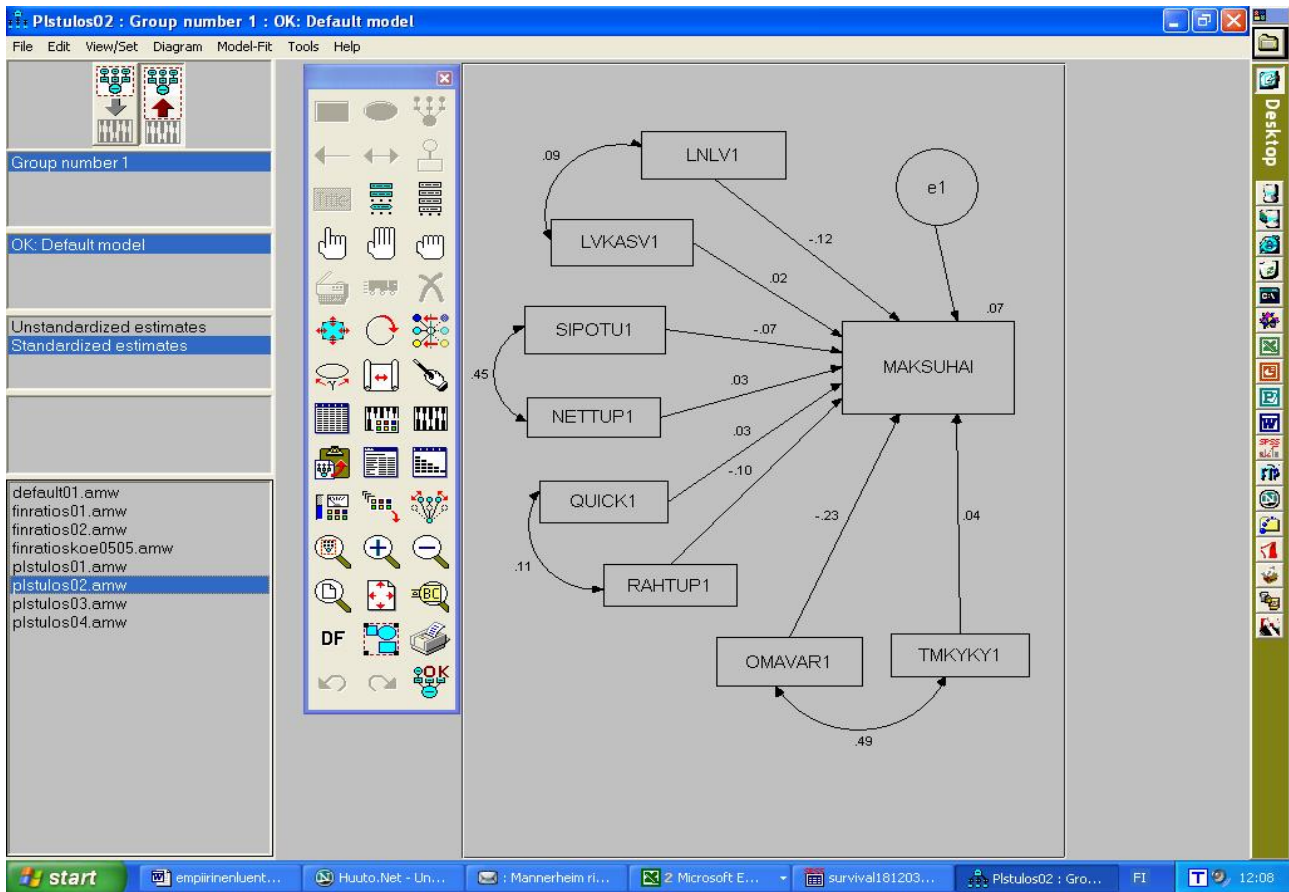 Plstulos02 : Group number 1 : OK: Default model
File Edit View/Set Diagram Model-Fit Tools Help
Group number 1
OK: Default model
Unstandardized estimates
Standardized estimates
default01.amw
finratios01.amw
finratios02.amw
finratioskoe0505.amw
plstulos01.amw
plstulos02.amw
plstulos03.amw
plstulos04.amw
Title
DF
OK
LNLV1
.09
e1
LVKASV1
-.12
.02
.07
SIPOTU1
-.07
MAKSUHAI
.45
.03
NETTUP1
.03
-.10
QUICK1
-.23
.04
.11
RAHTUP1
OMAVAR1
TMKYKY1
.49
Desktop
start
empiirinenluent...
Huuto.Net - Un...
: Mannerheim ri...
2 Microsoft E...
survival181203...
Plstulos02 : Gro...
FI
12:08